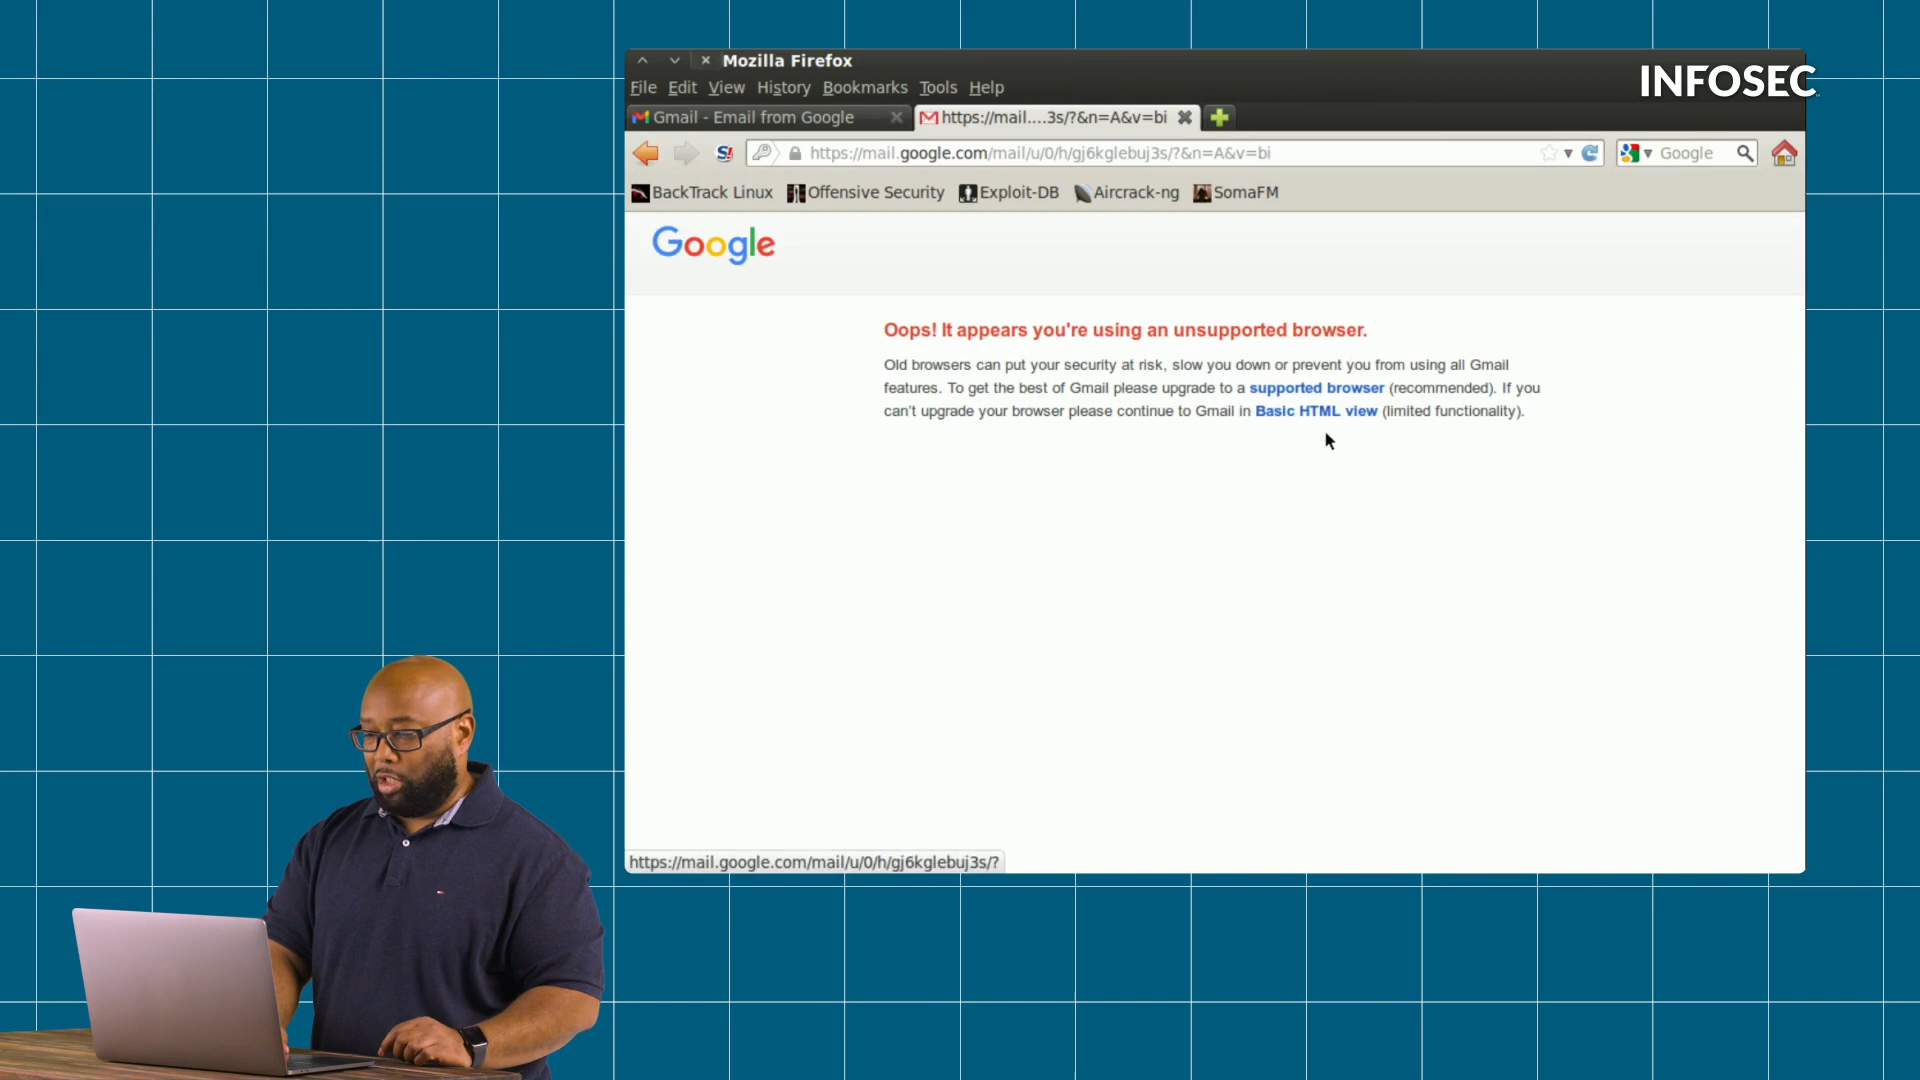 Mozilla Firefox
INFOSEC
File Edit View History Bookmarks Tools Help
Gmail - Email from Google
https://mail....3s/?&n=A&v=bi
https://mail.google.com/mail/u/0/h/gj6kglebuj3s/?&n=A&v=bi
Google
BackTrack Linux Offensive Security Exploit-DB Aircrack-ng SomaFM
Google
Oops! It appears you're using an unsupported browser.
Old browsers can put your security at risk, slow you down or prevent you from using all Gmail
features. To get the best of Gmail please upgrade to a supported browser (recommended). If you
can't upgrade your browser please continue to Gmail in Basic HTML view (limited functionality).
https://mail.google.com/mail/u/0/h/gj6kglebuj3s/?